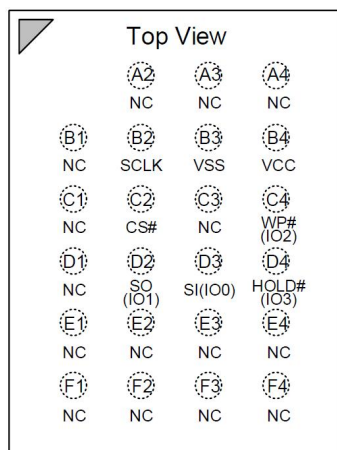 Top View
A2 A3 A4
NC NC NC
B1 B2 B3 B4
NC SCLK VSS VCC
C1 C2 C3 C4
NC CS# NC WP#
(IO2)
D1 D2 D3 D4
NC SO SI(IO0) HOLD#
(IO1) (IO3)
E1 E2 E3 E4
NC NC NC NC
F1 F2 F3 F4
NC NC NC NC